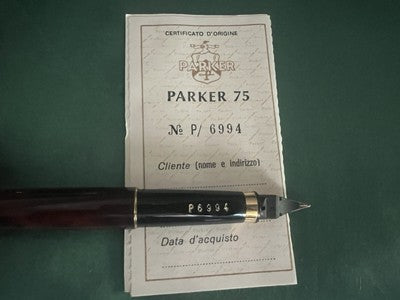 CERTIFICATO D'ORIGINE
PARKER
PARKER 75
№ P/ 6994
Cliente (nome e indirizzo)
P6994
Data d'acquisto